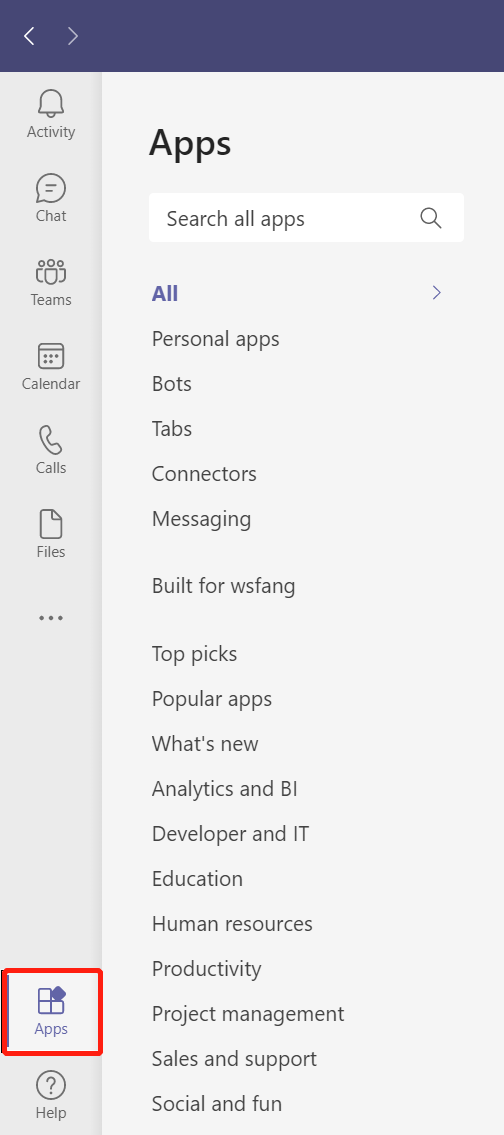 Activity
Chat
Teams
Calendar
Calls
Files
Apps
Help
Apps
Search all apps
All
Personal apps
Bots
Tabs
Connectors
Messaging
Built for wsfang
Top picks
Popular apps
What's new
Analytics and BI
Developer and IT
Education
Human resources
Productivity
Project management
Sales and support
Social and fun